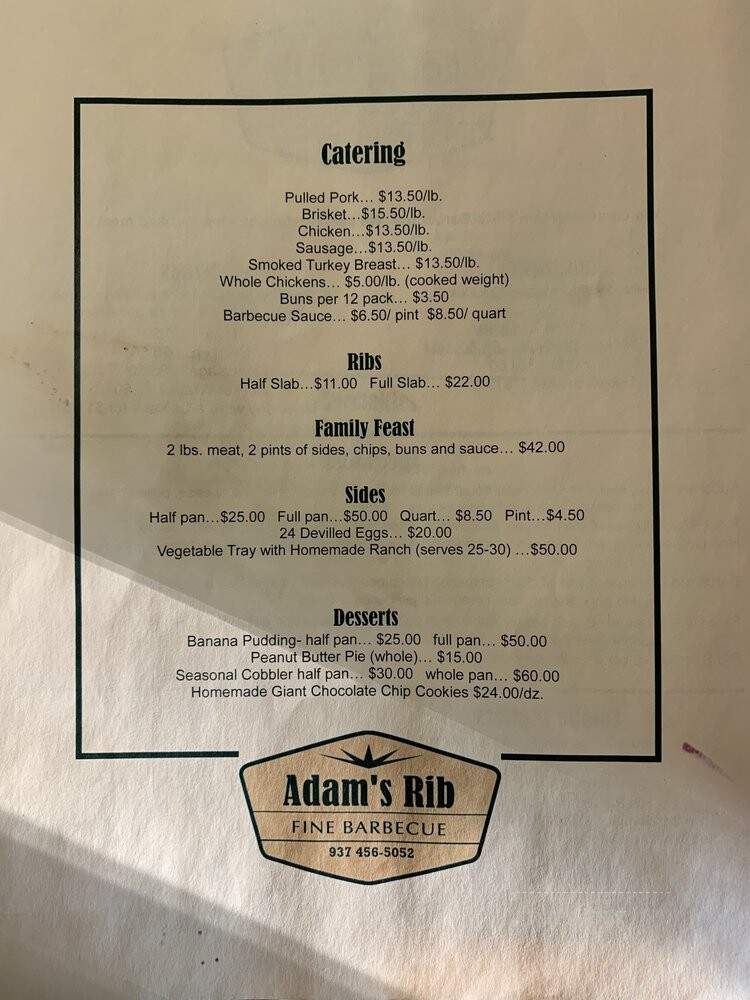 Catering
Pulled Pork... $13.50/lb.
Brisket...$15.50/lb.
Chicken...$13.50/lb.
Sausage...$13.50/lb.
Smoked Turkey Breast... $13.50/lb.
Whole Chickens... $5.00/lb. (cooked weight)
Buns per 12 pack... $3.50
Barbecue Sauce... $6.50/ pint $8.50/ quart
Ribs
Half Slab...$11.00 Full Slab... $22.00
Family Feast
2 lbs. meat, 2 pints of sides, chips, buns and sauce... $42.00
Sides
Half pan...$25.00 Full pan...$50.00 Quart... $8.50 Pint...$4.50
24 Devilled Eggs... $20.00
Vegetable Tray with Homemade Ranch (serves 25-30) ...$50.00
Desserts
Banana Pudding- half pan... $25.00 full pan... $50.00
Peanut Butter Pie (whole)... $15.00
Seasonal Cobbler half pan... $30.00 whole pan... $60.00
Homemade Giant Chocolate Chip Cookies $24.00/dz.
Adam's Rib
FINE BARBECUE
937 456-5052